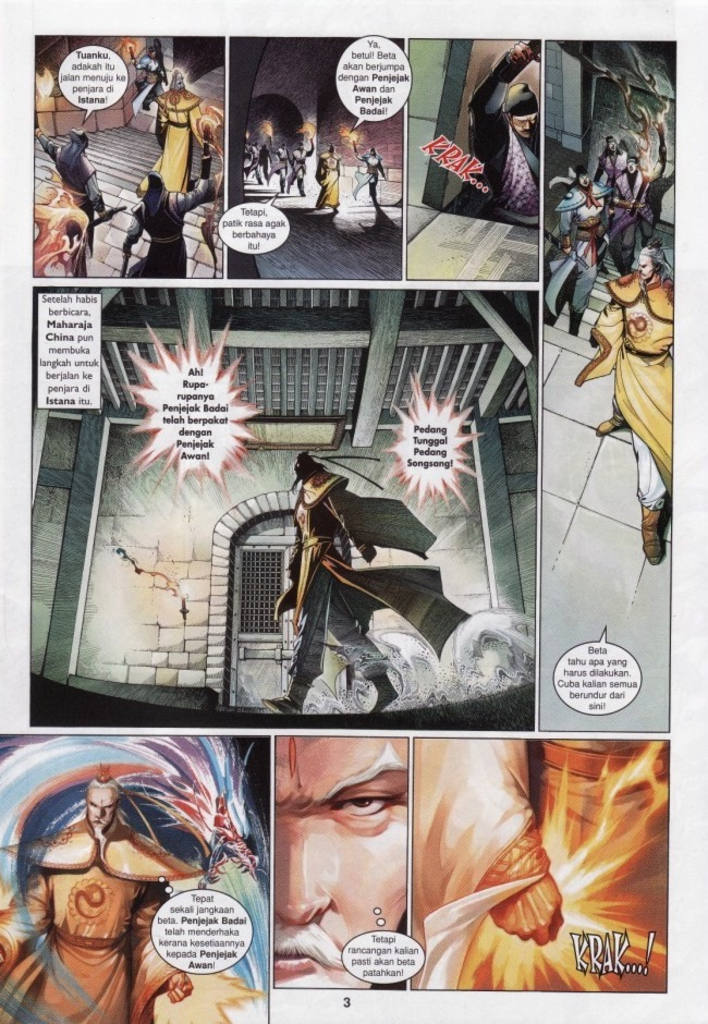 Tuanku,
adakah itu
jalan menuju ke
penjara di
Istana!
Ya,
betul! Beta
akan berjumpa
dengan Penjejak
Awan dan
Penjejak
Badai!
Tetapi,
patik rasa agak
berbahaya
itu!
KRAK...
Beta
tahu apa yang
harus dilakukan.
Cuba kalian semua
berundur dari
sini!
Setelah habis
berbicara,
Maharaja
China pun
membuka
langkah untuk
berjalan ke
penjara di
Istana itu.
Ah!
Rupa-
rupanya
Penjejak Badai
telah berpakat
dengan
Penjejak
Awan!
Pedang
Tunggal
Pedang
Songsang!
Tepat
sekali jangkaan
beta. Penjejak Badai
telah menderhaka
kerana kesetiaannya
kepada Penjejak
Awan!
Tetapi
rancangan kalian
pasti akan beta
patahkan!
KRAK...!
3